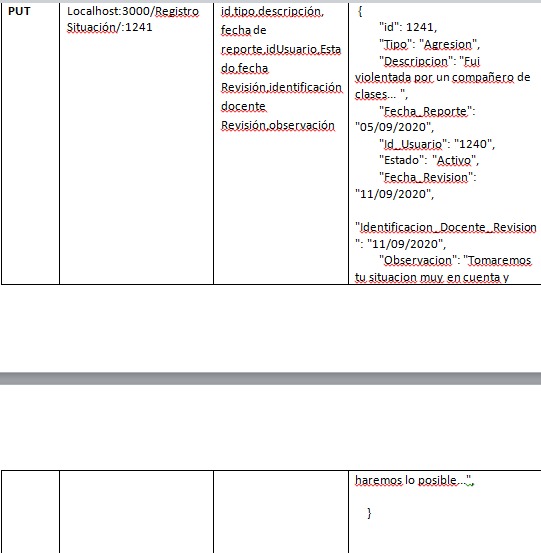 PUT
Localhost:3000/Registro
Situación/:1241
id,tipo,descripción,
fecha de
reporte,idUsuario,Esta
do,fecha
Revisión,identificación
docente
Revisión,observación
{
"id": 1241,
"Tipo": "Agresion",
"Descripcion": "Fui
violentada por un compañero de
clases... ",
"Fecha_Reporte":
"05/09/2020",
"Id_Usuario": "1240",
"Estado": "Activo",
"Fecha_Revision":
"11/09/2020",
"Identificacion_Docente_Revision
": "11/09/2020",
"Observacion": "Tomaremos
tu situacion muy en cuenta y
haremos lo posible...",
}